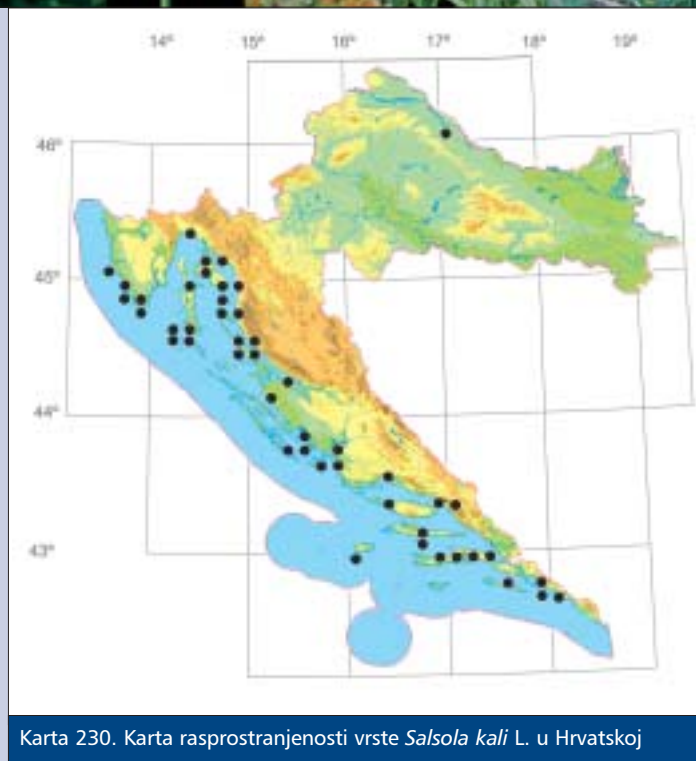 14° 15° 16° 17° 18° 19°
46°
45°
44°
43°
Karta 230. Karta rasprostranjenosti vrste Salsola kali L. u Hrvatskoj